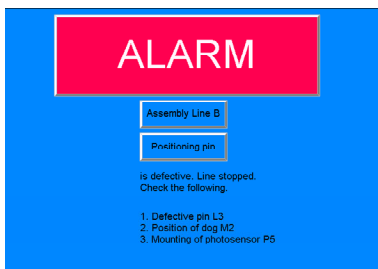 ALARM
Assembly Line B
Positioning pin
is defective. Line stopped.
Check the following.
1. Defective pin L3
2. Position of dog M2
3. Mounting of photosensor P5